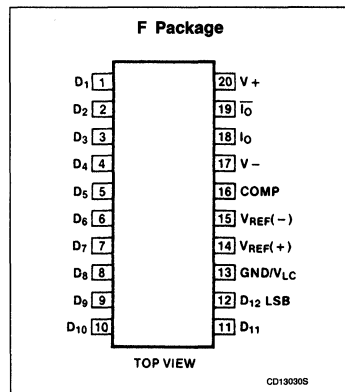 F Package
D1 1 20 V+
D2 2 19 I̅O̅
D3 3 18 IO
D4 4 17 V−
D5 5 16 COMP
D6 6 15 VREF(−)
D7 7 14 VREF(+)
D8 8 13 GND/VLC
D9 9 12 D12 LSB
D10 10 11 D11
TOP VIEW
CD13030S